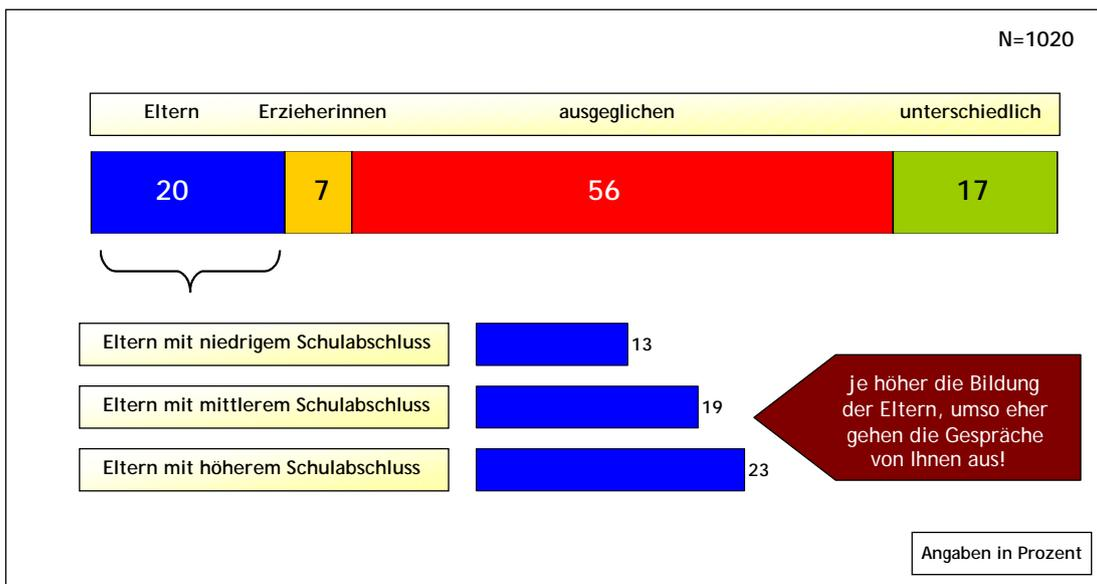 N=1020
Eltern Erzieherinnen ausgeglichen unterschiedlich
20 7 56 17
Eltern mit niedrigem Schulabschluss 13
Eltern mit mittlerem Schulabschluss 19
Eltern mit höherem Schulabschluss 23
je höher die Bildung
der Eltern, umso eher
gehen die Gespräche
von Ihnen aus!
Angaben in Prozent